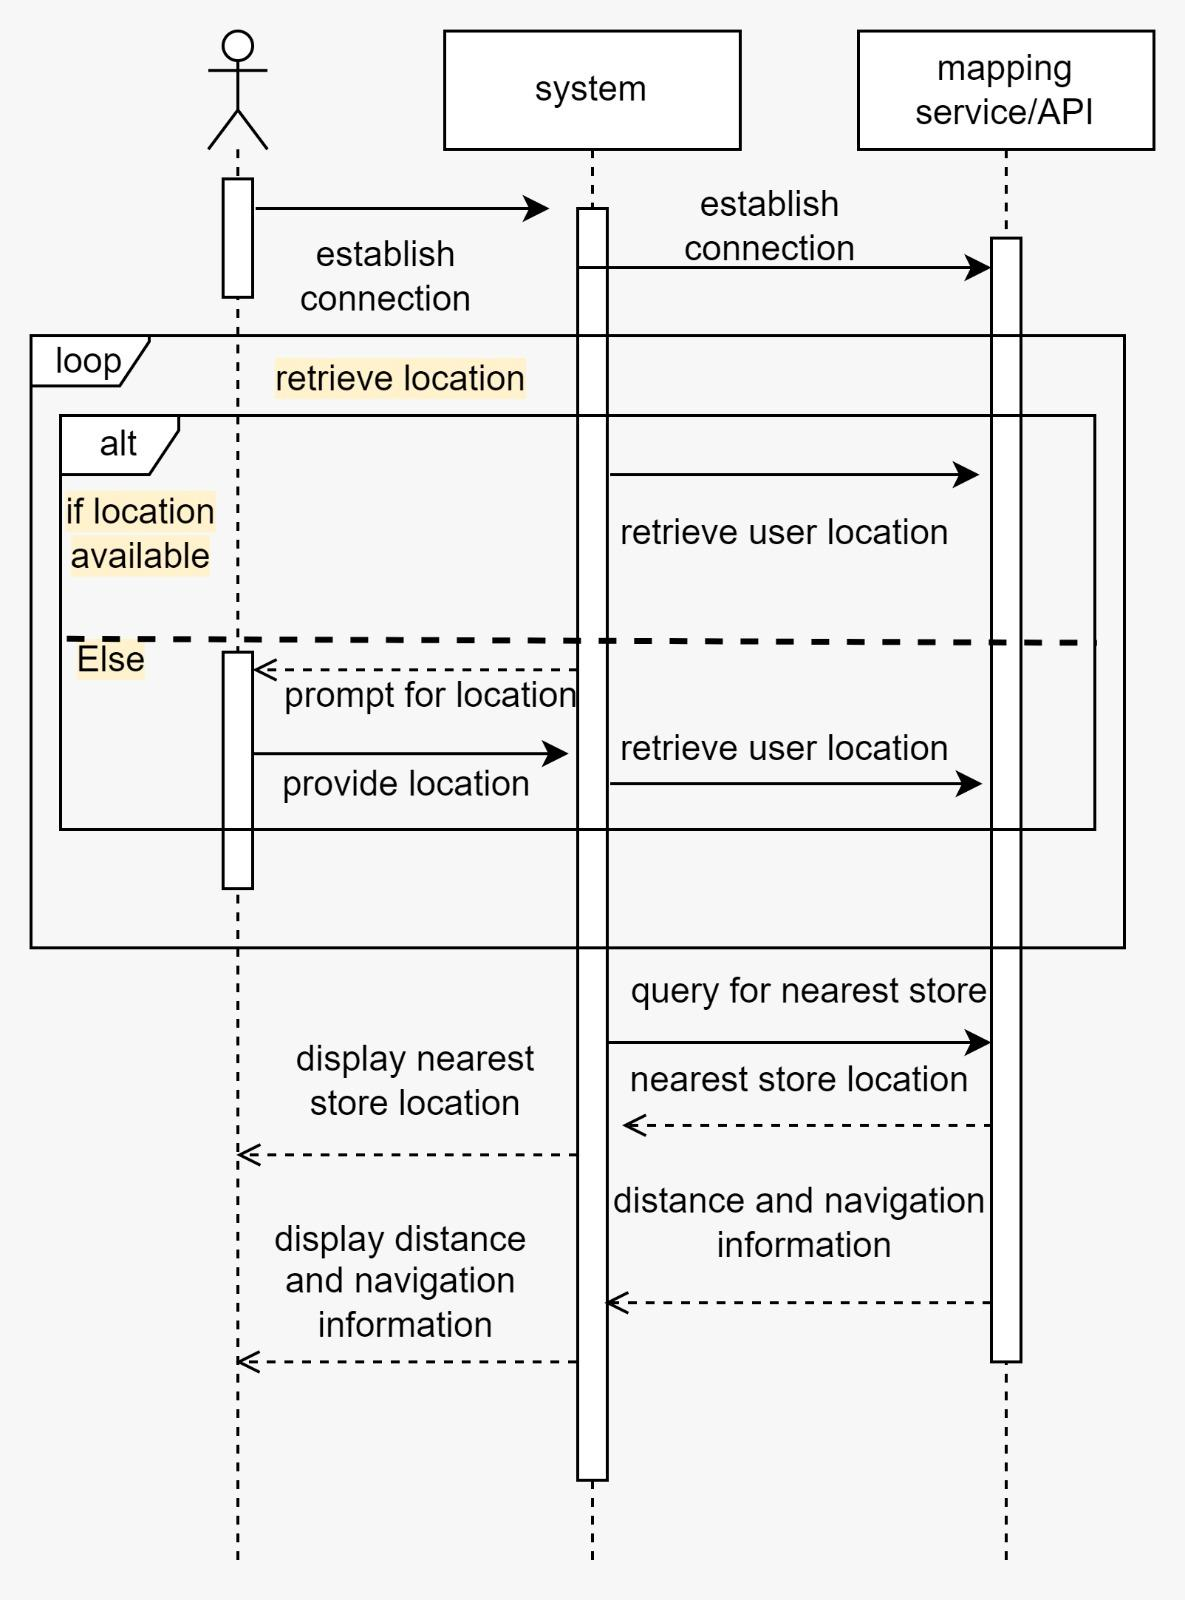 system
mapping
service/API
establish
connection
establish
connection
loop
retrieve location
alt
if location
available
retrieve user location
Else
prompt for location
retrieve user location
provide location
query for nearest store
display nearest
store location
nearest store location
distance and navigation
information
display distance
and navigation
information